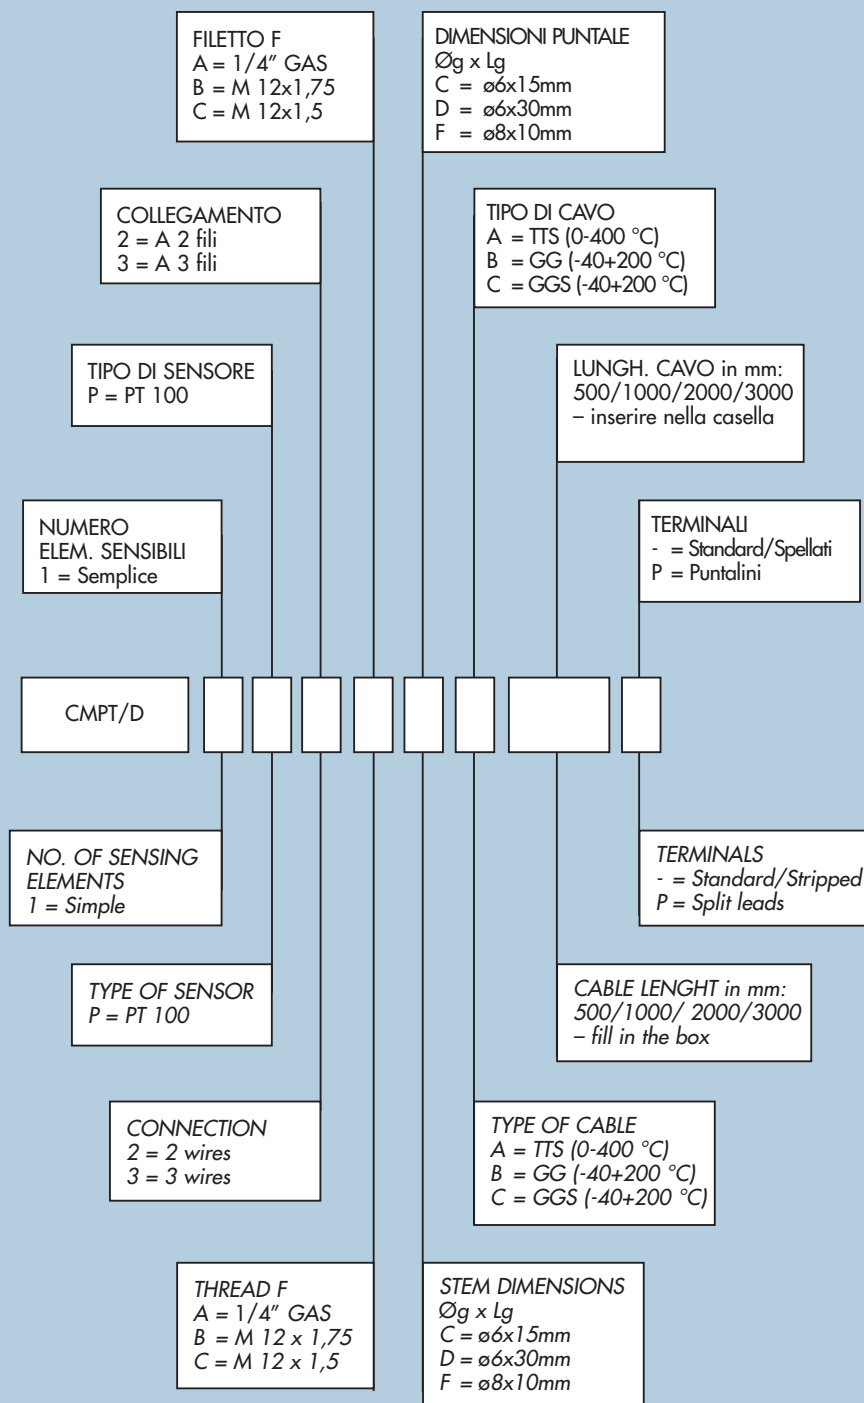 FILETTO F
A = 1/4" GAS
B = M 12x1,75
C = M 12x1,5
DIMENSIONI PUNTALE
Øg x Lg
C = ø6x15mm
D = ø6x30mm
F = ø8x10mm
COLLEGAMENTO
2 = A 2 fili
3 = A 3 fili
TIPO DI CAVO
A = TTS (0-400 °C)
B = GG (-40+200 °C)
C = GGS (-40+200 °C)
TIPO DI SENSORE
P = PT 100
LUNGH. CAVO in mm:
500/1000/2000/3000
– inserire nella casella
NUMERO
ELEM. SENSIBILI
1 = Semplice
TERMINALI
- = Standard/Spellati
P = Puntalini
CMPT/D
NO. OF SENSING
ELEMENTS
1 = Simple
TERMINALS
- = Standard/Stripped
P = Split leads
TYPE OF SENSOR
P = PT 100
CABLE LENGHT in mm:
500/1000/ 2000/3000
– fill in the box
CONNECTION
2 = 2 wires
3 = 3 wires
TYPE OF CABLE
A = TTS (0-400 °C)
B = GG (-40+200 °C)
C = GGS (-40+200 °C)
THREAD F
A = 1/4" GAS
B = M 12 x 1,75
C = M 12 x 1,5
STEM DIMENSIONS
Øg x Lg
C = ø6x15mm
D = ø6x30mm
F = ø8x10mm